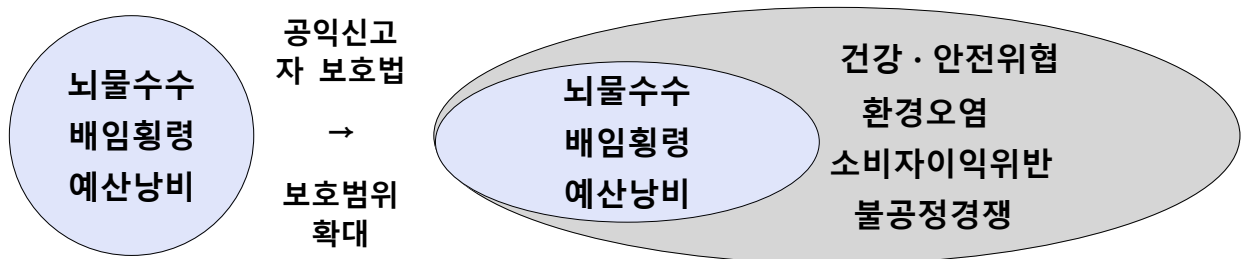 뇌물수수
배임횡령
예산낭비
공익신고
자 보호법
→
보호범위
확대
뇌물수수
배임횡령
예산낭비
건강 · 안전위협
환경오염
소비자이익위반
불공정경쟁